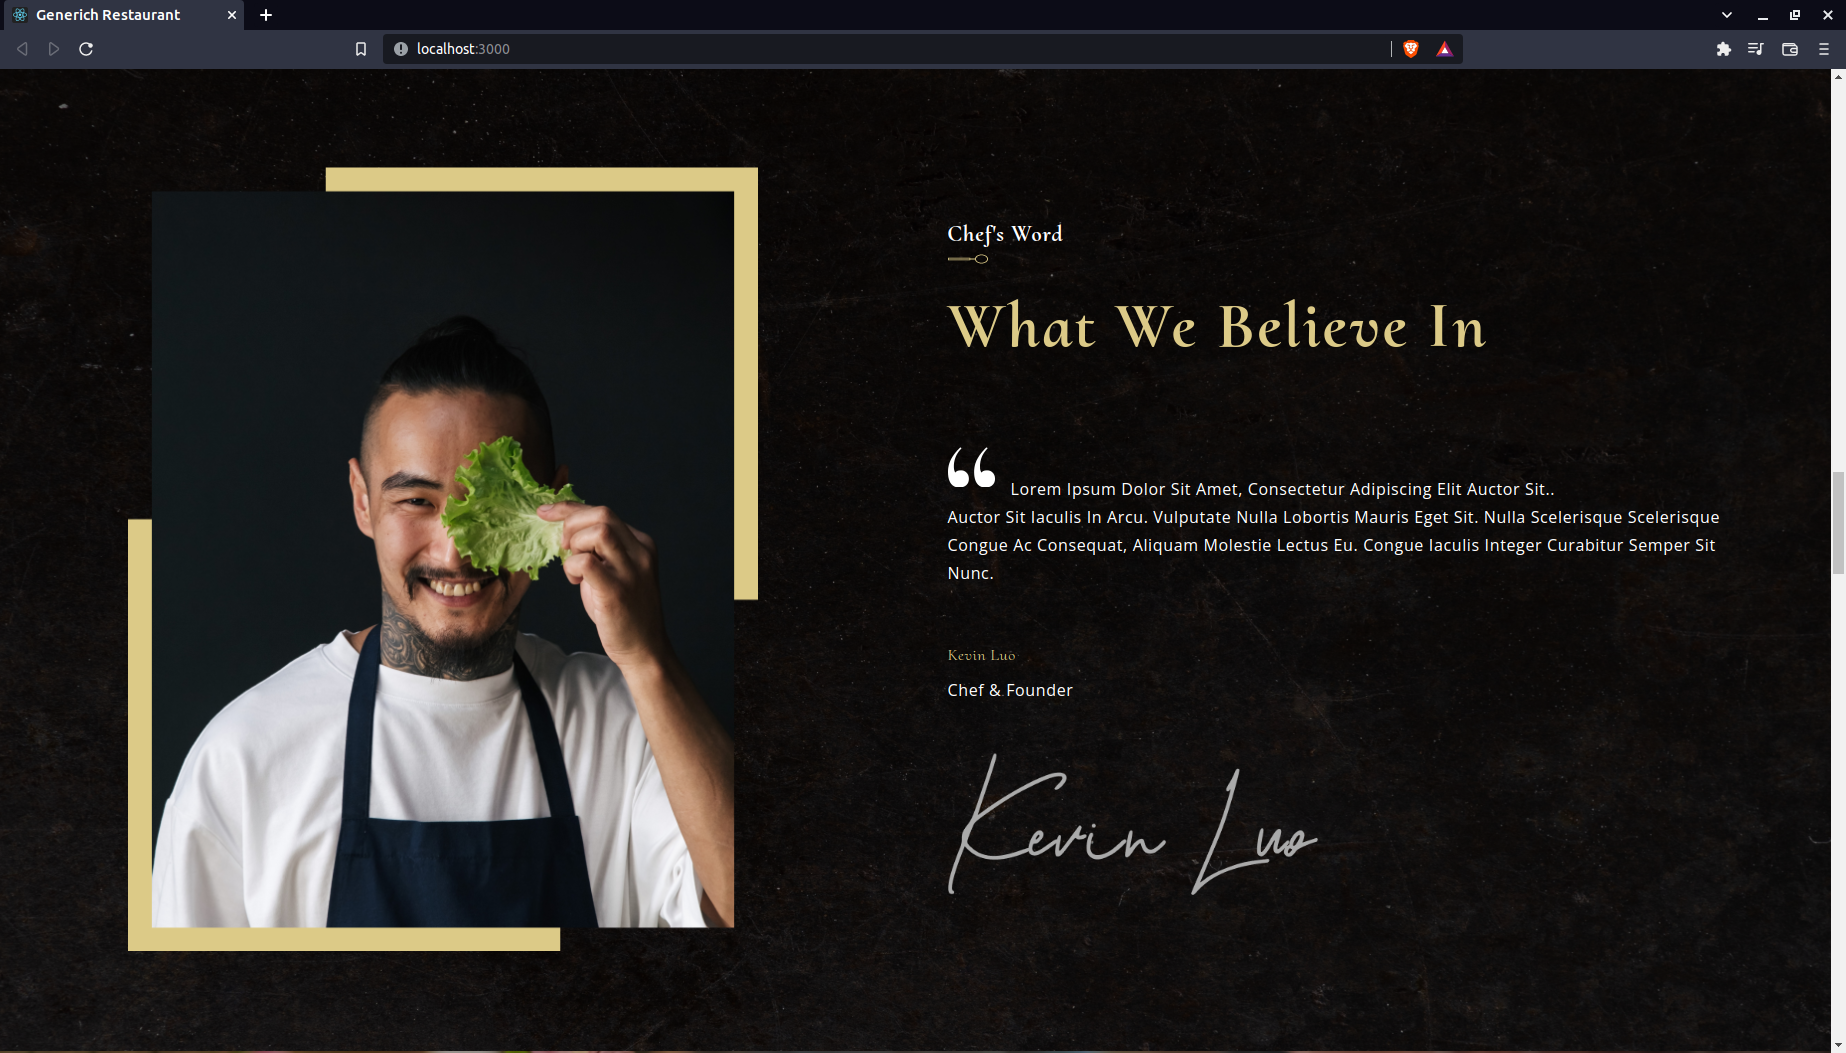 Generich Restaurant
localhost:3000
Chef's Word
What We Believe In
“ Lorem Ipsum Dolor Sit Amet, Consectetur Adipiscing Elit Auctor Sit..
Auctor Sit Iaculis In Arcu. Vulputate Nulla Lobortis Mauris Eget Sit. Nulla Scelerisque Scelerisque
Congue Ac Consequat, Aliquam Molestie Lectus Eu. Congue Iaculis Integer Curabitur Semper Sit
Nunc.
Kevin Luo
Chef & Founder
Kevin Luo